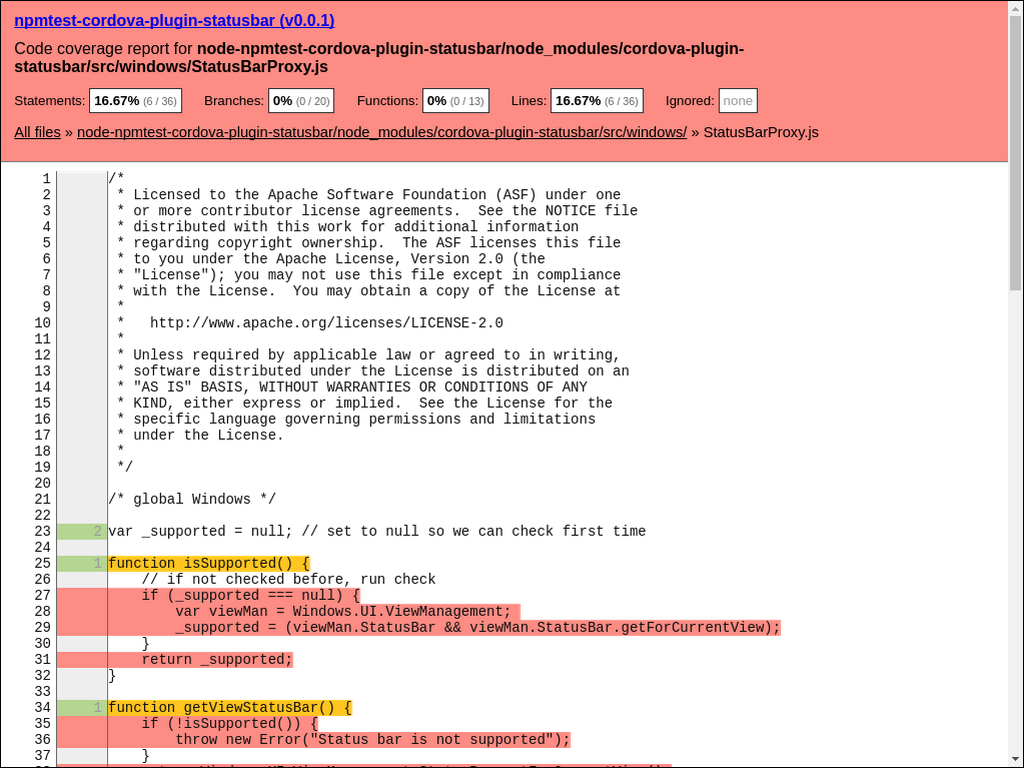 npmtest-cordova-plugin-statusbar (v0.0.1)
Code coverage report for node-npmtest-cordova-plugin-statusbar/node_modules/cordova-plugin-
statusbar/src/windows/StatusBarProxy.js
Statements: 16.67% (6 / 36) Branches: 0% (0 / 20) Functions: 0% (0 / 13) Lines: 16.67% (6 / 36) Ignored: none
All files » node-npmtest-cordova-plugin-statusbar/node_modules/cordova-plugin-statusbar/src/windows/ » StatusBarProxy.js
1 /*
2 * Licensed to the Apache Software Foundation (ASF) under one
3 * or more contributor license agreements.  See the NOTICE file
4 * distributed with this work for additional information
5 * regarding copyright ownership.  The ASF licenses this file
6 * to you under the Apache License, Version 2.0 (the
7 * "License"); you may not use this file except in compliance
8 * with the License.  You may obtain a copy of the License at
9 *
10 *   http://www.apache.org/licenses/LICENSE-2.0
11 *
12 * Unless required by applicable law or agreed to in writing,
13 * software distributed under the License is distributed on an
14 * "AS IS" BASIS, WITHOUT WARRANTIES OR CONDITIONS OF ANY
15 * KIND, either express or implied.  See the License for the
16 * specific language governing permissions and limitations
17 * under the License.
18 *
19 */
20
21 /* global Windows */
22
23 2 var _supported = null; // set to null so we can check first time
24
25 1 function isSupported() {
26     // if not checked before, run check
27     if (_supported === null) {
28         var viewMan = Windows.UI.ViewManagement;
29         _supported = (viewMan.StatusBar && viewMan.StatusBar.getForCurrentView);
30     }
31     return _supported;
32 }
33
34 1 function getViewStatusBar() {
35     if (!isSupported()) {
36         throw new Error("Status bar is not supported");
37     }